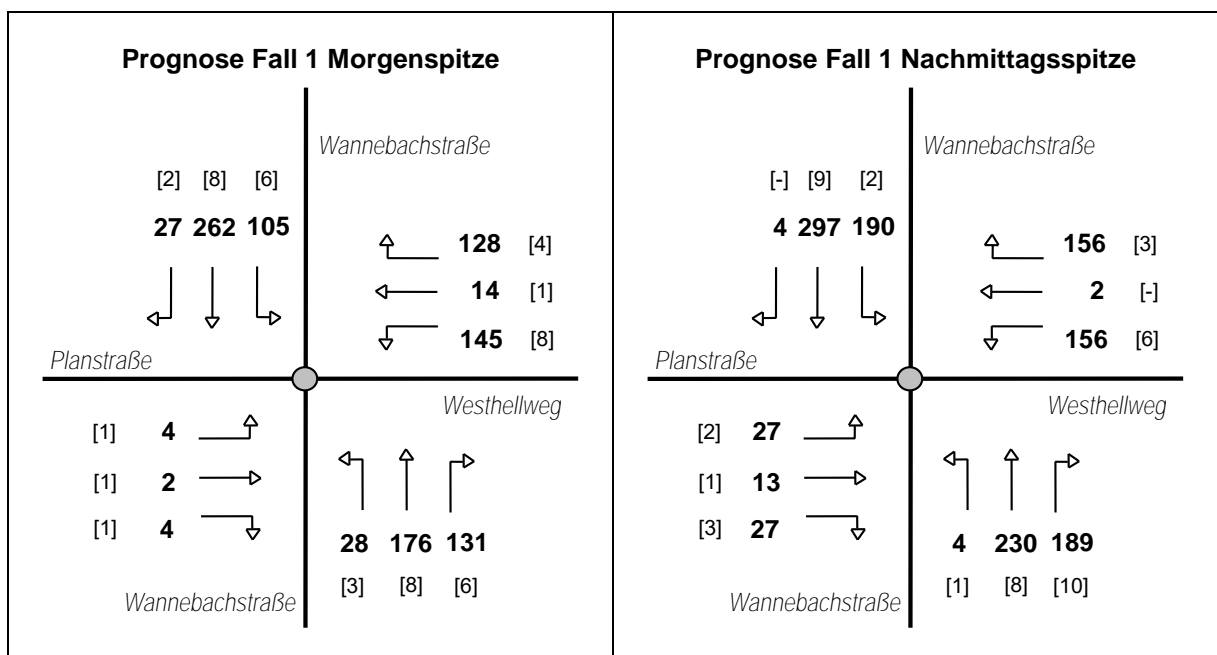 Prognose Fall 1 Morgenspitze
Wannebachstraße
[2] [8] [6]
27 262 105
128 [4]
14 [1]
145 [8]
Planstraße
Westhellweg
[1] 4
[1] 2
[1] 4
28 176 131
[3] [8] [6]
Wannebachstraße
Prognose Fall 1 Nachmittagsspitze
Wannebachstraße
[-] [9] [2]
4 297 190
156 [3]
2 [-]
156 [6]
Planstraße
Westhellweg
[2] 27
[1] 13
[3] 27
4 230 189
[1] [8] [10]
Wannebachstraße